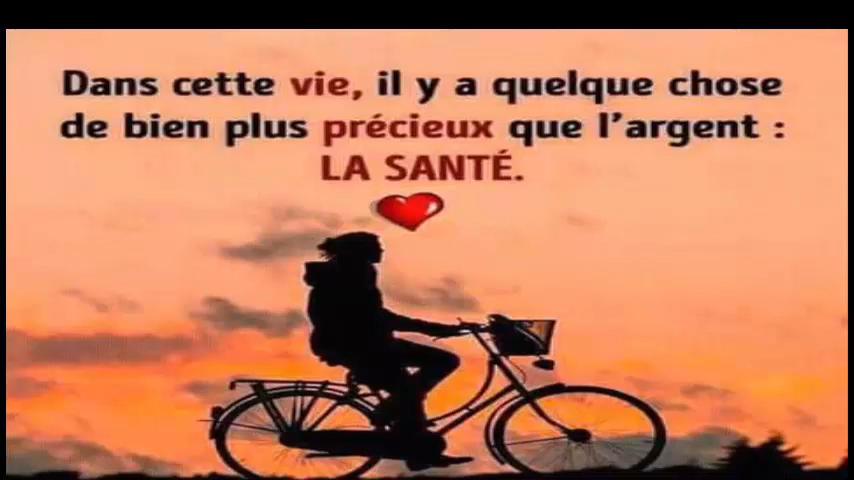 Dans cette vie, il y a quelque chose
de bien plus précieux que l'argent :
LA SANTÉ.